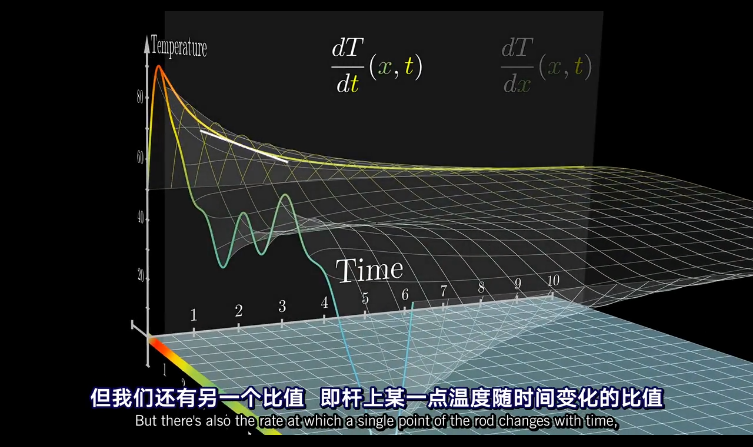 Temperature
dT/dt (x, t)
dT/dx (x, t)
80
60
40
20
Time
1 2 3 4 5 6 7 8 9 10
1
但我们还有另一个比值 即杆上某一点温度随时间变化的比值
But there's also the rate at which a single point of the rod changes with time,